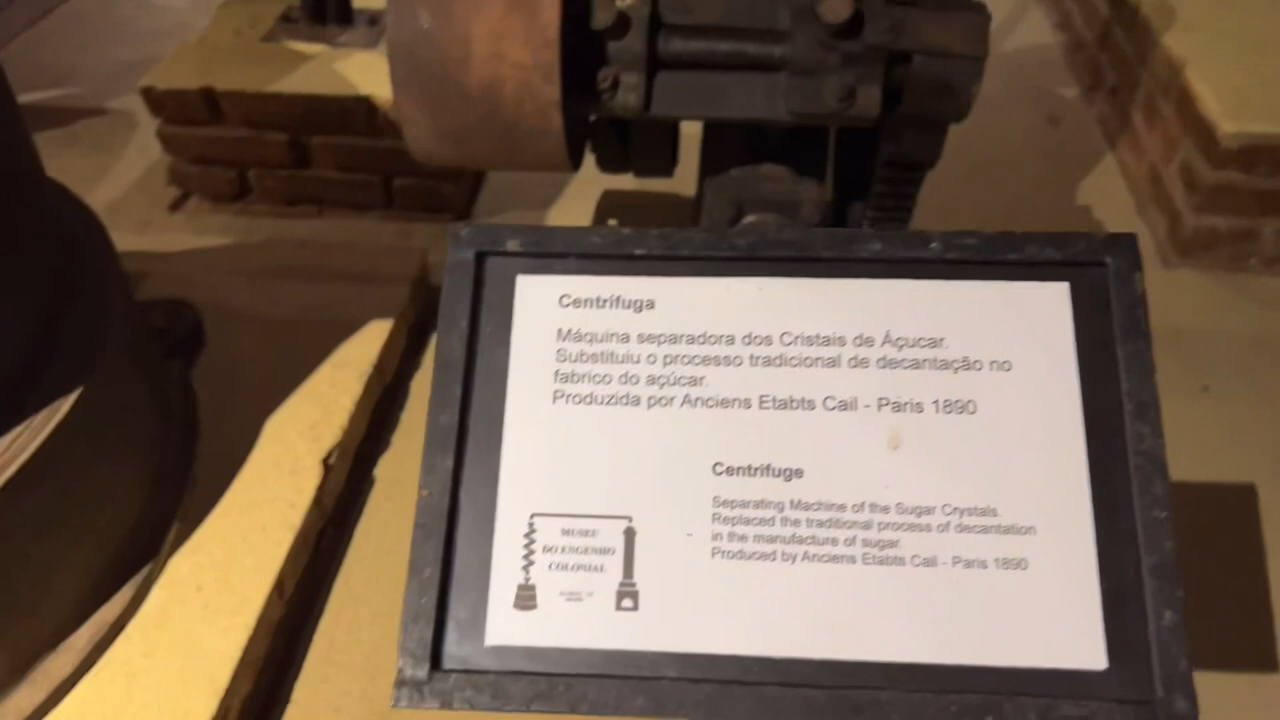 Centrífuga
Máquina separadora dos Cristais de Açucar.
Substituiu o processo tradicional de decantação no
fabrico do açúcar.
Produzida por Anciens Etabts Cail - Paris 1890
Centrifuge
Separating Machine of the Sugar Crystals.
Replaced the traditional process of decantation
in the manufacture of sugar.
Produced by Anciens Etabts Cail - Paris 1890
MUSEU
DO ENGENHO
COLONIAL